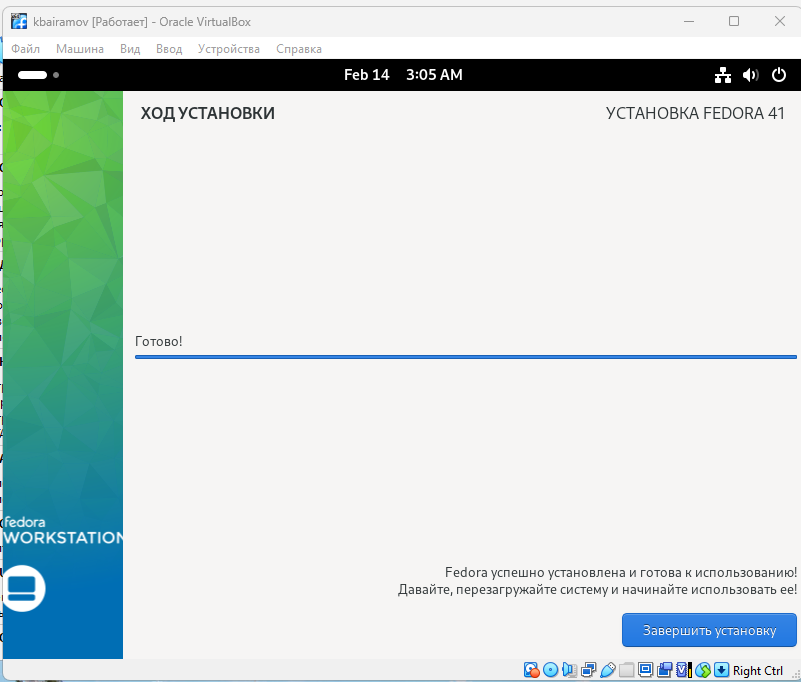 kbairamov [Работает] - Oracle VirtualBox
Файл Машина Вид Ввод Устройства Справка
Feb 14 3:05 AM
ХОД УСТАНОВКИ
УСТАНОВКА FEDORA 41
Готово!
fedora
WORKSTATION
Fedora успешно установлена и готова к использованию!
Давайте, перезагружайте систему и начинайте использовать ее!
Завершить установку
Right Ctrl